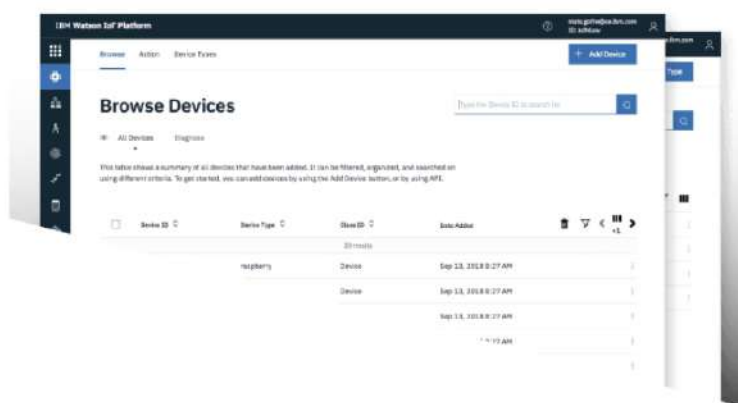 IBM Watson IoT Platform
Browse Action Device Types
+ Add Device
Type
Browse Devices
All Devices Diagnose
This table shows a summary of all devices that have been added. It can be filtered, organized, and searched on
using different criteria. To get started, you can add devices by using the Add Device button, or by using API.
Device ID Device Type Class ID Date Added
+1
raspberry Device Sep 13, 2018 8:27 AM
Device Sep 13, 2018 8:27 AM
Sep 13, 2018 8:27 AM
AM